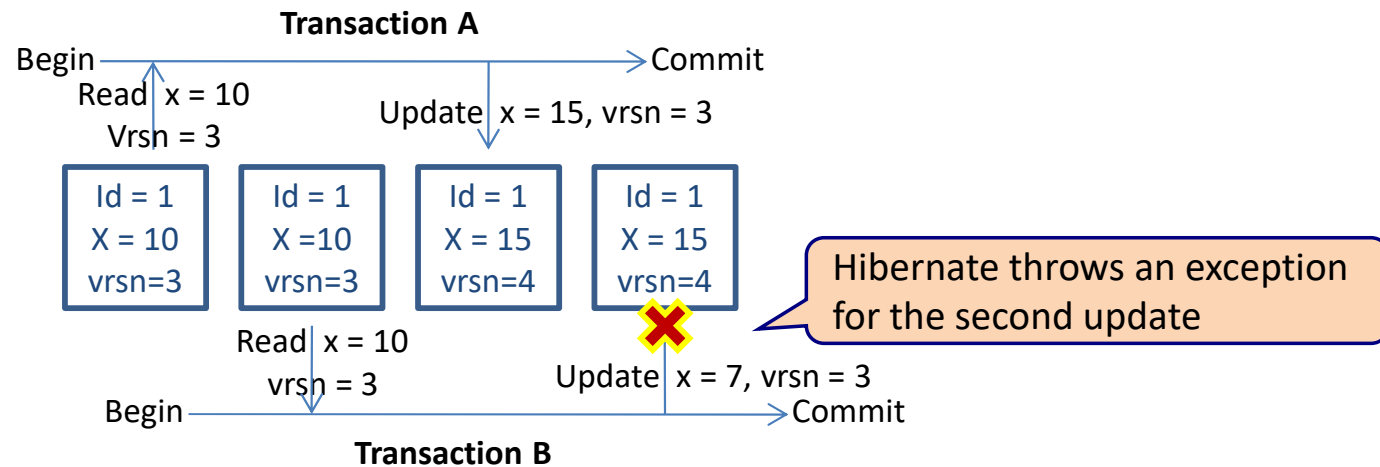 Transaction A
Begin
Commit
Read x = 10
Vrsn = 3
Update x = 15, vrsn = 3
Id = 1
X = 10
vrsn=3
Id = 1
X =10
vrsn=3
Id = 1
X = 15
vrsn=4
Id = 1
X = 15
vrsn=4
Hibernate throws an exception
for the second update
Read x = 10
vrsn = 3
Update x = 7, vrsn = 3
Begin
Commit
Transaction B